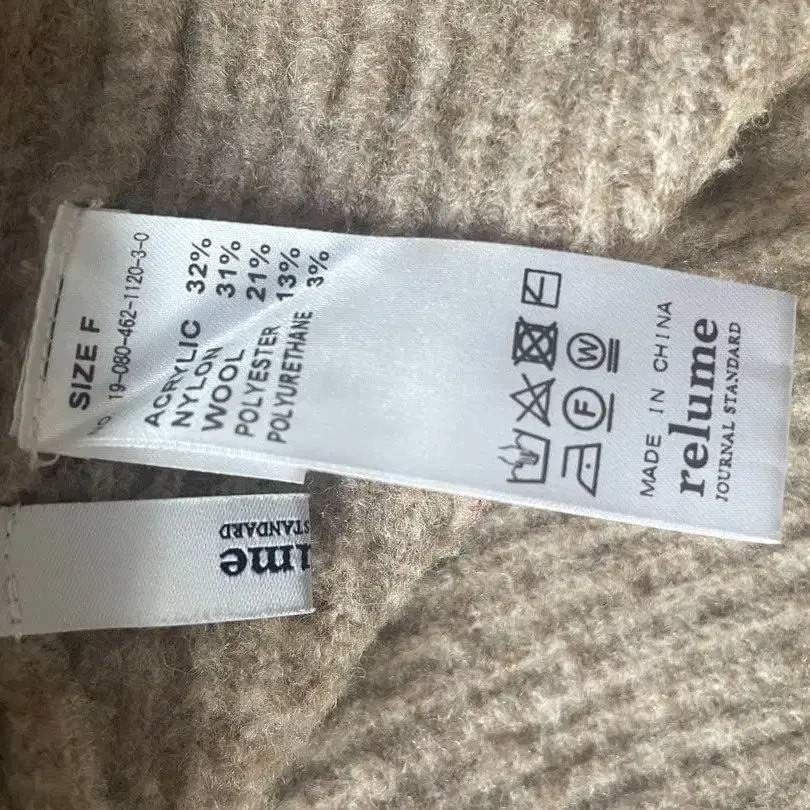 SIZE F
NO 19-080-462-1120-3-0
ACRYLIC 32%
NYLON 31%
WOOL 21%
POLYESTER 13%
POLYURETHANE 3%
F W
MADE IN CHINA
relume
JOURNAL STANDARD
ume
STANDARD